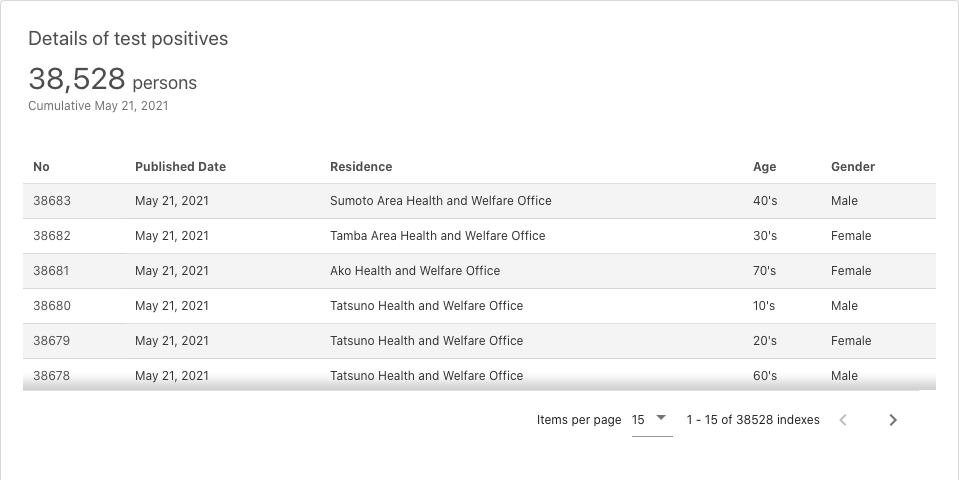 Details of test positives
38,528 persons
Cumulative May 21, 2021
No Published Date Residence Age Gender
38683 May 21, 2021 Sumoto Area Health and Welfare Office 40's Male
38682 May 21, 2021 Tamba Area Health and Welfare Office 30's Female
38681 May 21, 2021 Ako Health and Welfare Office 70's Female
38680 May 21, 2021 Tatsuno Health and Welfare Office 10's Male
38679 May 21, 2021 Tatsuno Health and Welfare Office 20's Female
38678 May 21, 2021 Tatsuno Health and Welfare Office 60's Male
Items per page 15 1 - 15 of 38528 indexes